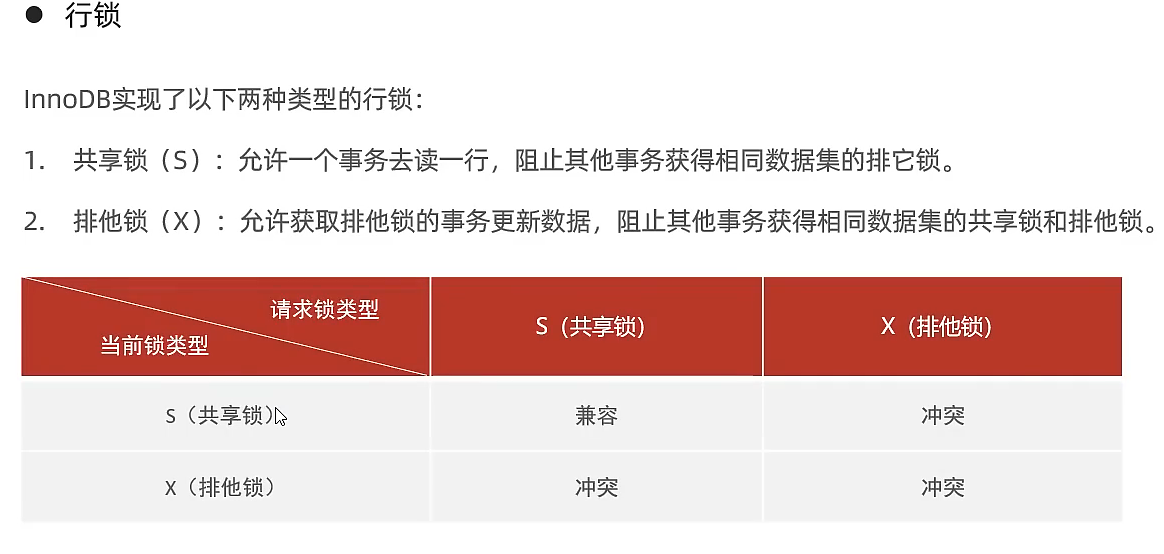 ● 行锁
InnoDB实现了以下两种类型的行锁：
1. 共享锁（S）：允许一个事务去读一行，阻止其他事务获得相同数据集的排它锁。
2. 排他锁（X）：允许获取排他锁的事务更新数据，阻止其他事务获得相同数据集的共享锁和排他锁。
请求锁类型
当前锁类型
S（共享锁） X（排他锁）
S（共享锁） 兼容 冲突
X（排他锁） 冲突 冲突